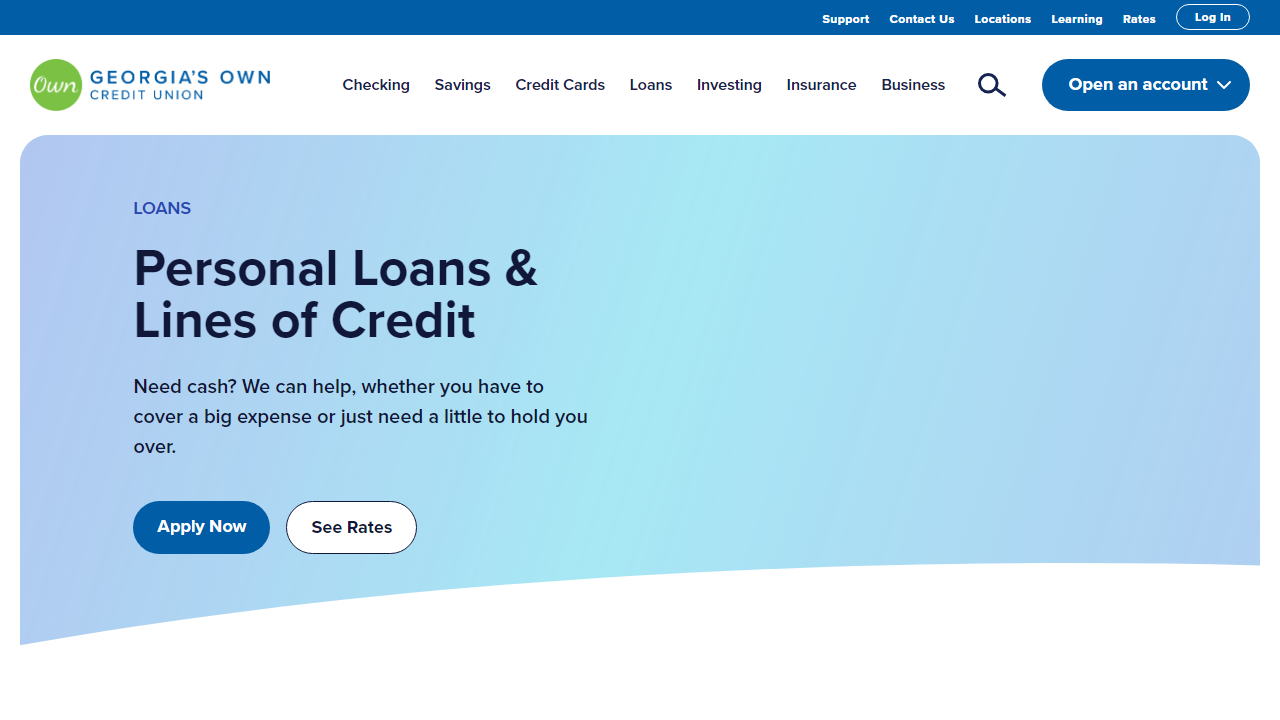 Support Contact Us Locations Learning Rates Log In
Own GEORGIA'S OWN
CREDIT UNION
Checking Savings Credit Cards Loans Investing Insurance Business Open an account
LOANS
Personal Loans &
Lines of Credit
Need cash? We can help, whether you have to
cover a big expense or just need a little to hold you
over.
Apply Now See Rates